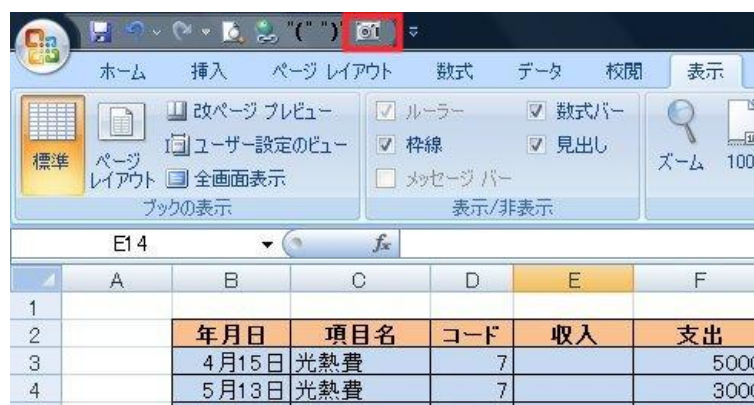 "(" ")"
ホーム 挿入 ページ レイアウト 数式 データ 校閲 表示
標準
ページ
レイアウト
改ページ プレビュー
ユーザー設定のビュー
全画面表示
ブックの表示
ルーラー
枠線
メッセージ バー
数式バー
見出し
表示/非表示
ズーム
100
E14 fx
A B C D E F
1
2 年月日 項目名 コード 収入 支出
3 4月15日 光熱費 7 5000
4 5月13日 光熱費 7 3000